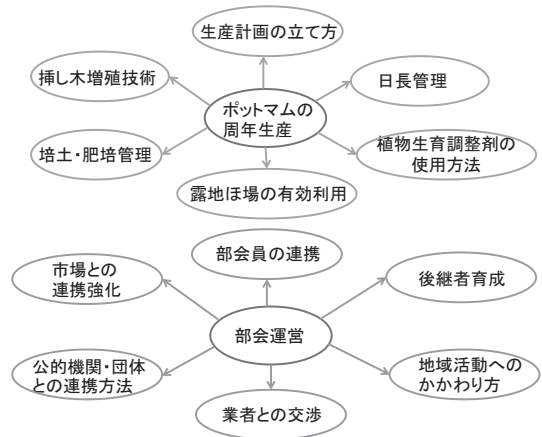 生産計画の立て方
挿し木増殖技術
日長管理
ポットマムの
周年生産
培土・肥培管理
植物生育調整剤の
使用方法
露地ほ場の有効利用
部会員の連携
市場との
連携強化
後継者育成
部会運営
公的機関・団体
との連携方法
地域活動への
かかわり方
業者との交渉